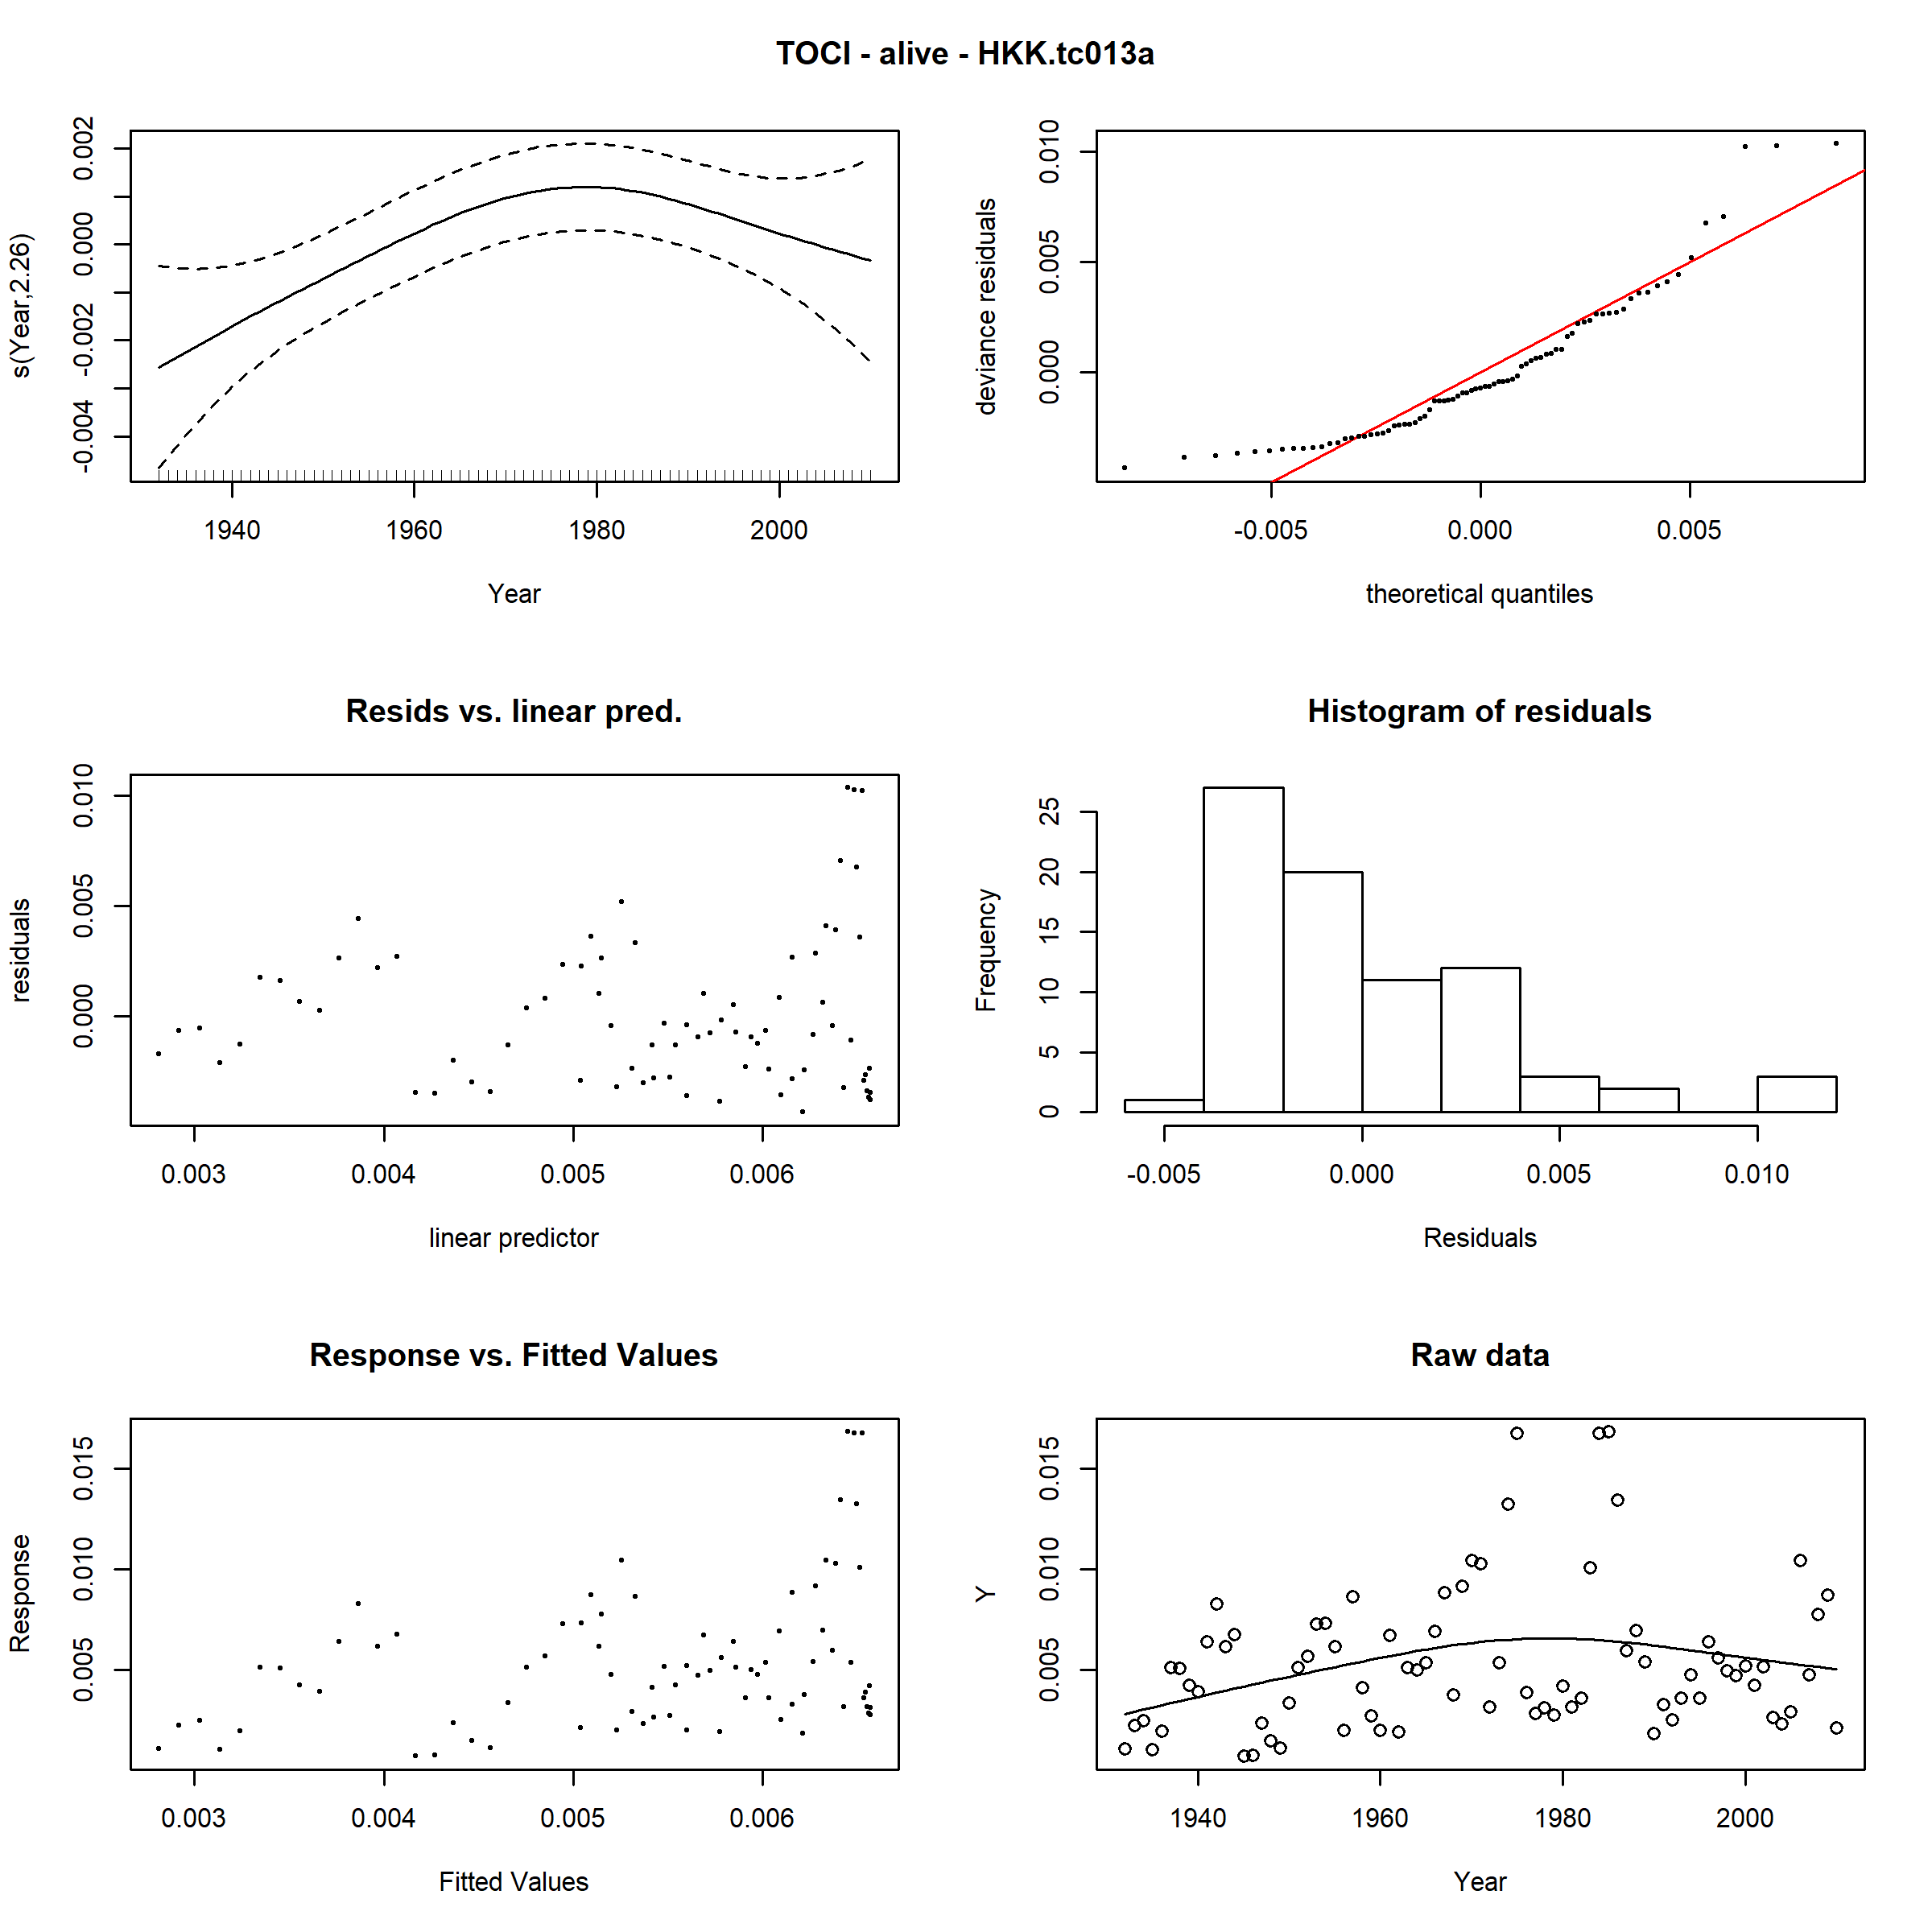 TOCI - alive - HKK.tc013a
s(Year,2.26)
0.002
0.000
-0.002
-0.004
1940 1960 1980 2000
Year
deviance residuals
0.010
0.005
0.000
-0.005 0.000 0.005
theoretical quantiles
Resids vs. linear pred.
residuals
0.010
0.005
0.000
0.003 0.004 0.005 0.006
linear predictor
Histogram of residuals
Frequency
25
20
15
10
5
0
-0.005 0.000 0.005 0.010
Residuals
Response vs. Fitted Values
Response
0.015
0.010
0.005
0.003 0.004 0.005 0.006
Fitted Values
Raw data
Y
0.015
0.010
0.005
1940 1960 1980 2000
Year